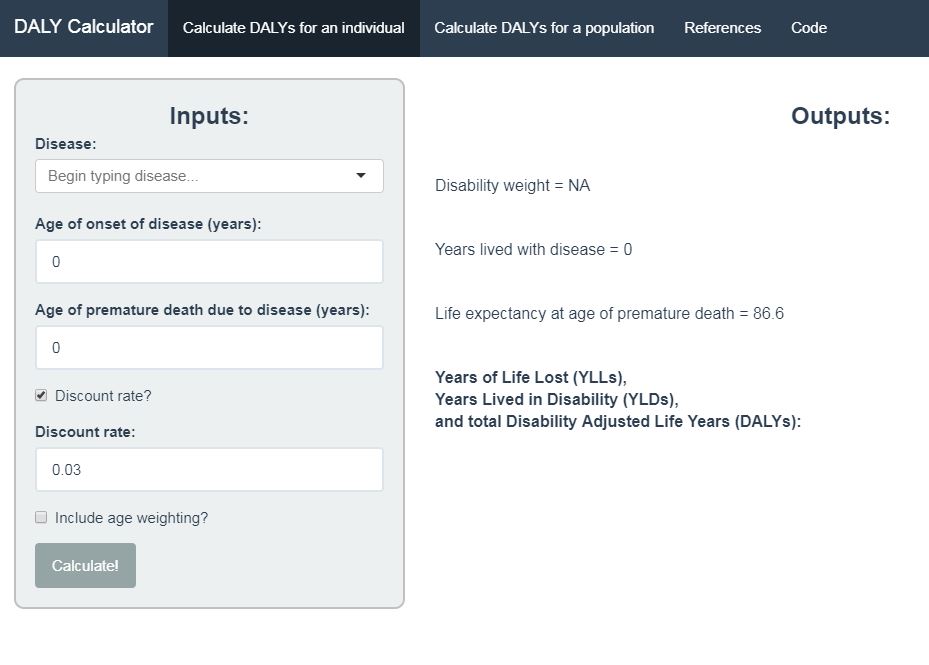 DALY Calculator
Calculate DALYs for an individual
Calculate DALYs for a population
References
Code
Inputs:
Disease:
Begin typing disease...
Age of onset of disease (years):
0
Age of premature death due to disease (years):
0
Discount rate?
Discount rate:
0.03
Include age weighting?
Calculate!
Outputs:
Disability weight = NA
Years lived with disease = 0
Life expectancy at age of premature death = 86.6
Years of Life Lost (YLLs),
Years Lived in Disability (YLDs),
and total Disability Adjusted Life Years (DALYs):